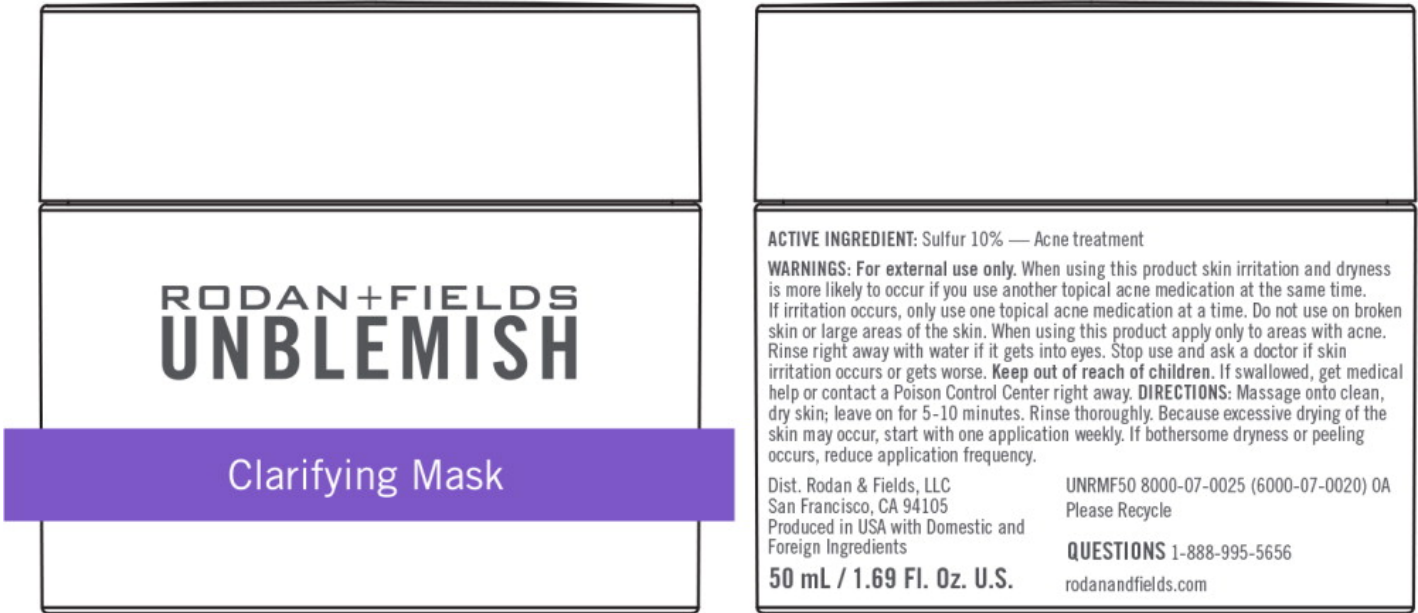 RODAN+FIELDS
UNBLEMISH
Clarifying Mask
ACTIVE INGREDIENT: Sulfur 10% — Acne treatment
WARNINGS: For external use only. When using this product skin irritation and dryness
is more likely to occur if you use another topical acne medication at the same time.
If irritation occurs, only use one topical acne medication at a time. Do not use on broken
skin or large areas of the skin. When using this product apply only to areas with acne.
Rinse right away with water if it gets into eyes. Stop use and ask a doctor if skin
irritation occurs or gets worse. Keep out of reach of children. If swallowed, get medical
help or contact a Poison Control Center right away. DIRECTIONS: Massage onto clean,
dry skin; leave on for 5-10 minutes. Rinse thoroughly. Because excessive drying of the
skin may occur, start with one application weekly. If bothersome dryness or peeling
occurs, reduce application frequency.
Dist. Rodan & Fields, LLC
San Francisco, CA 94105
Produced in USA with Domestic and
Foreign Ingredients
50 mL / 1.69 Fl. Oz. U.S.
UNRMF50 8000-07-0025 (6000-07-0020) 0A
Please Recycle
QUESTIONS 1-888-995-5656
rodanandfields.com